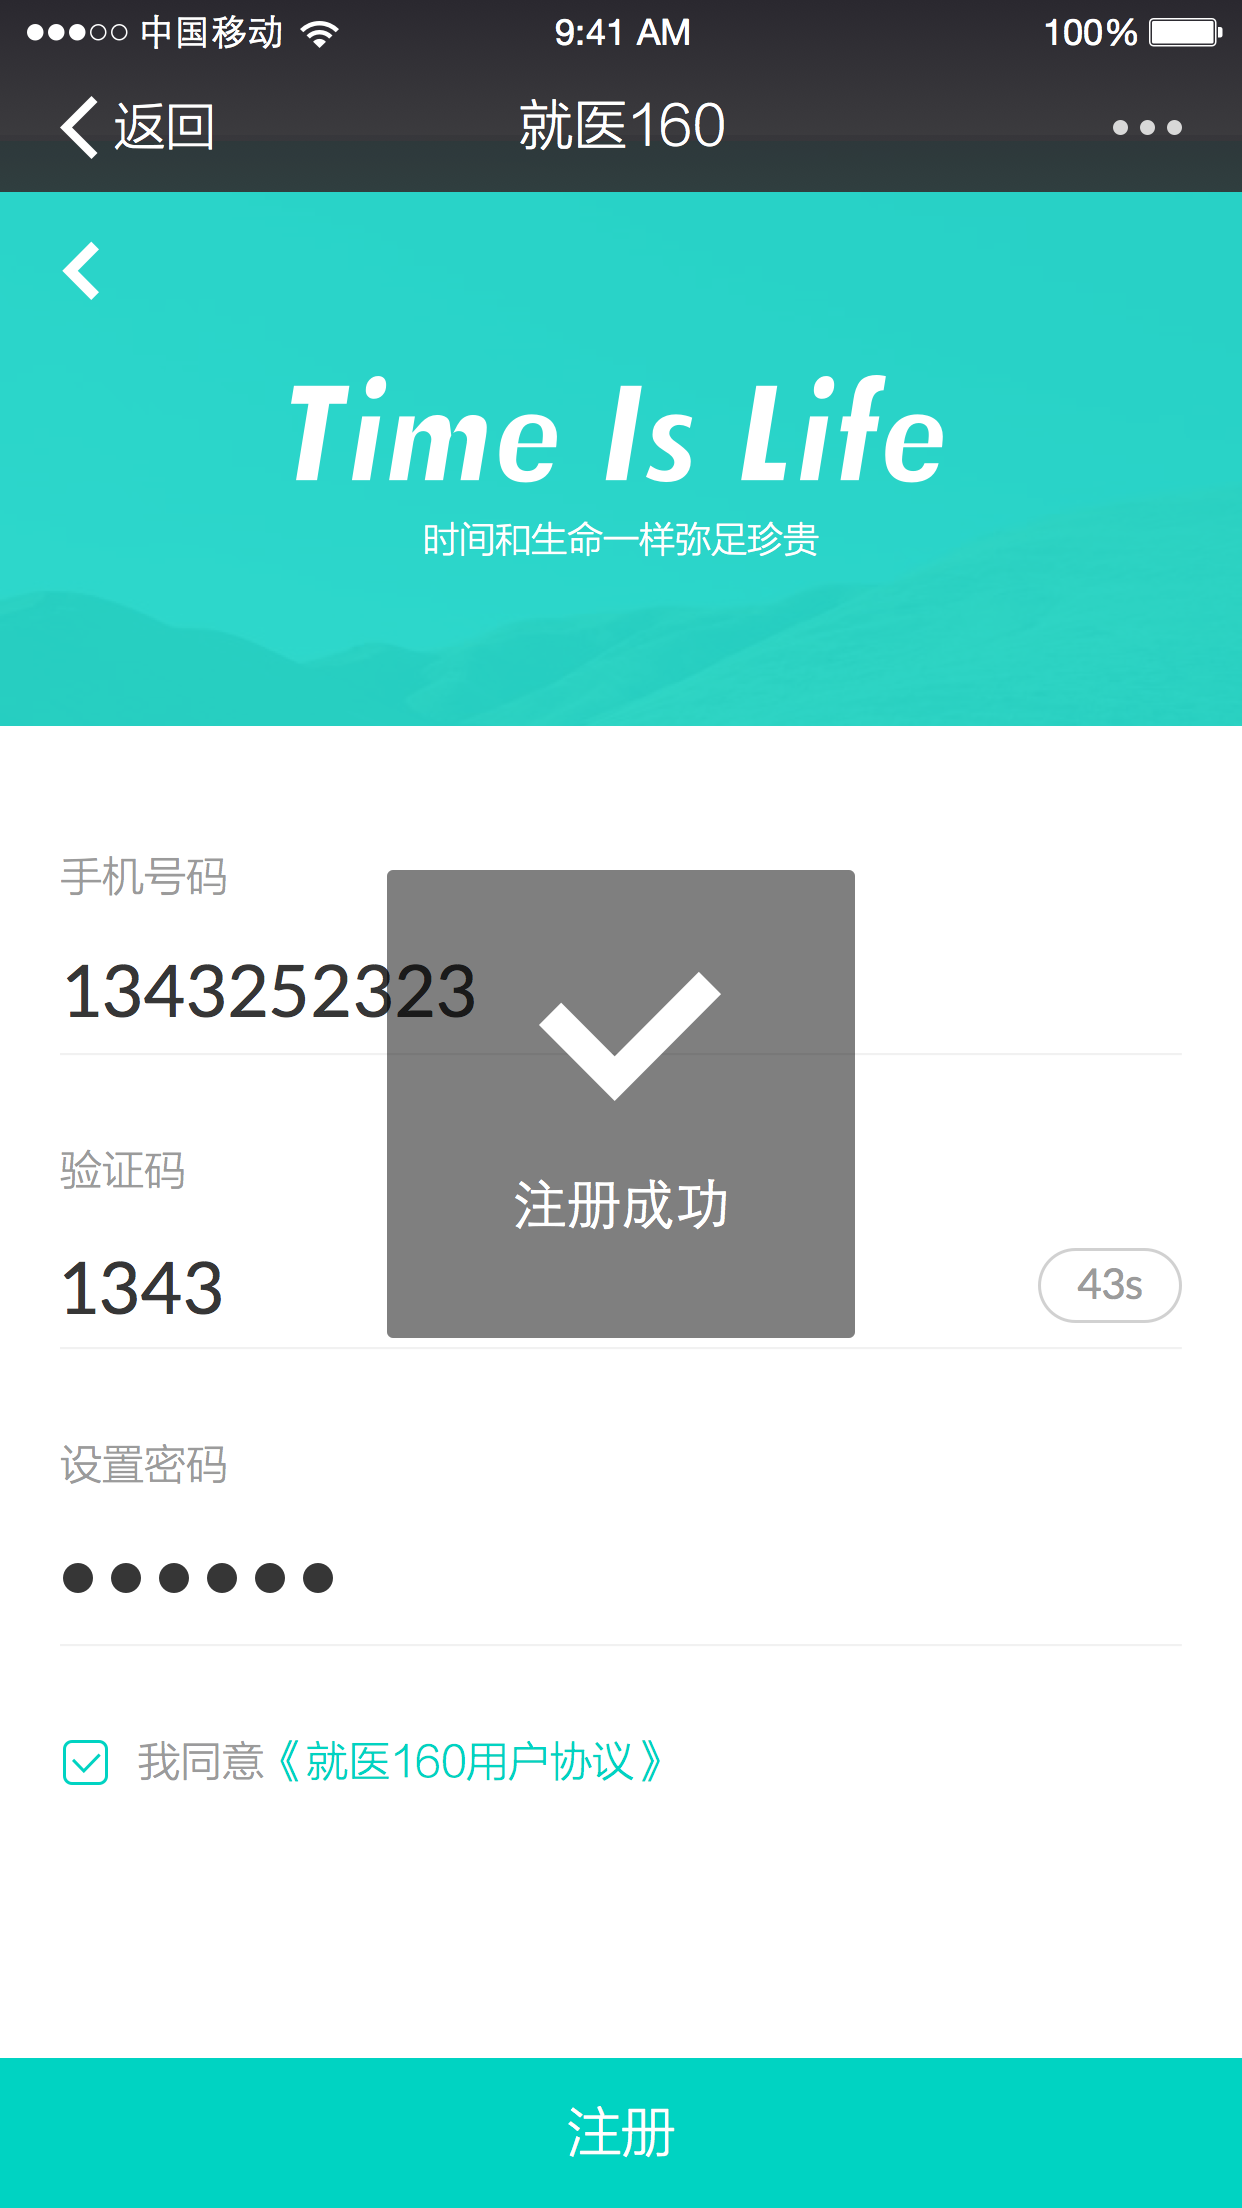 中国移动 9:41 AM 100%
返回 就医160
Time Is Life
时间和生命一样弥足珍贵
手机号码
1343252323
验证码
注册成功
1343 43s
设置密码
我同意《就医160用户协议》
注册